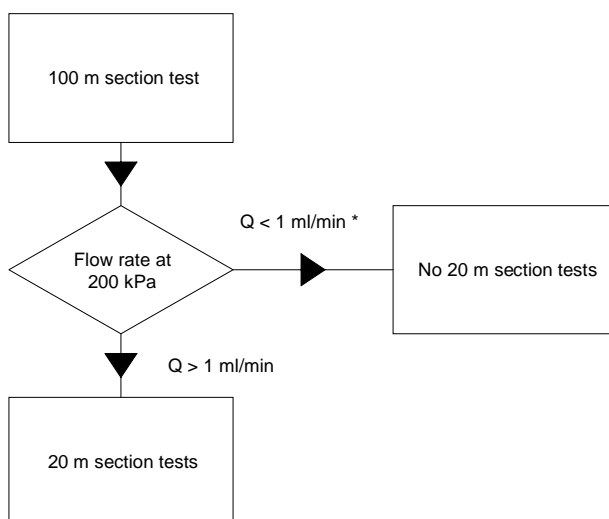 100 m section test
Q < 1 ml/min *
Flow rate at
200 kPa
No 20 m section tests
Q > 1 ml/min
20 m section tests